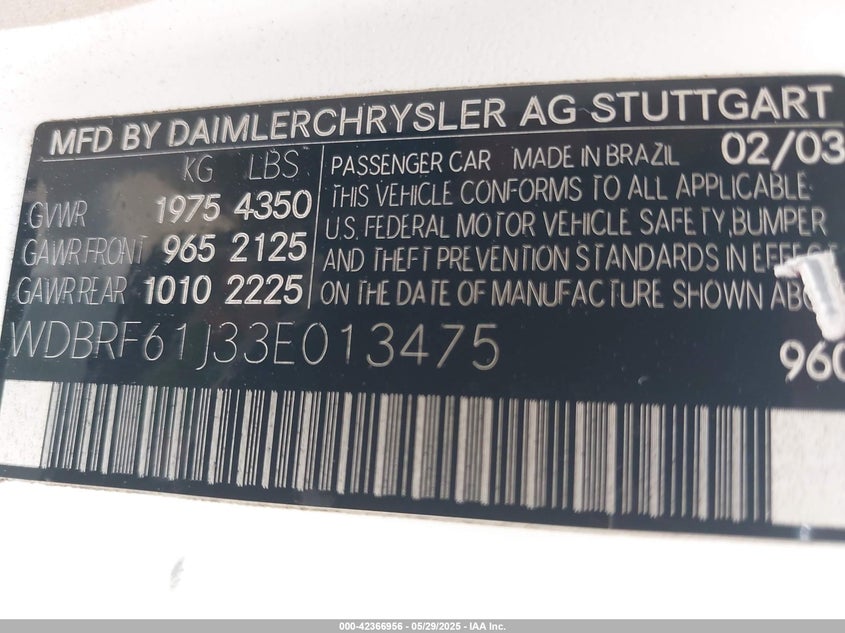 MFD BY DAIMLERCHRYSLER AG STUTTGART
KG LBS
GVWR 1975 4350
GAWR FRONT 965 2125
GAWR REAR 1010 2225
PASSENGER CAR MADE IN BRAZIL 02/03
THIS VEHICLE CONFORMS TO ALL APPLICABLE
U.S. FEDERAL MOTOR VEHICLE SAFETY, BUMPER
AND THEFT PREVENTION STANDARDS IN EFFECT
ON THE DATE OF MANUFACTURE SHOWN
WDBRF61J33E013475
960
000-42366956 - 05/29/2025 - IAA Inc.